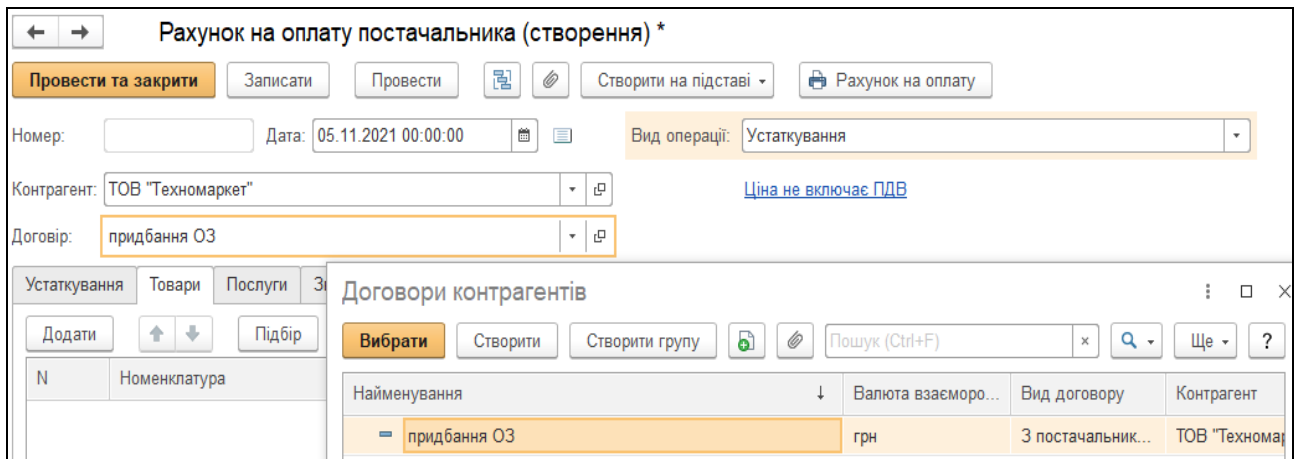 Рахунок на оплату постачальника (створення) *
Провести та закрити Записати Провести Створити на підставі Рахунок на оплату
Номер: Дата: 05.11.2021 00:00:00 Вид операції: Устаткування
Контрагент: ТОВ "Техномаркет" Ціна не включає ПДВ
Договір: придбання ОЗ
Устаткування Товари Послуги
Договори контрагентів
Додати Підбір
Вибрати Створити Створити групу Пошук (Ctrl+F) × Ще ?
N Номенклатура
Найменування ↓ Валюта взаєморо... Вид договору Контрагент
придбання ОЗ грн З постачальник... ТОВ "Технома